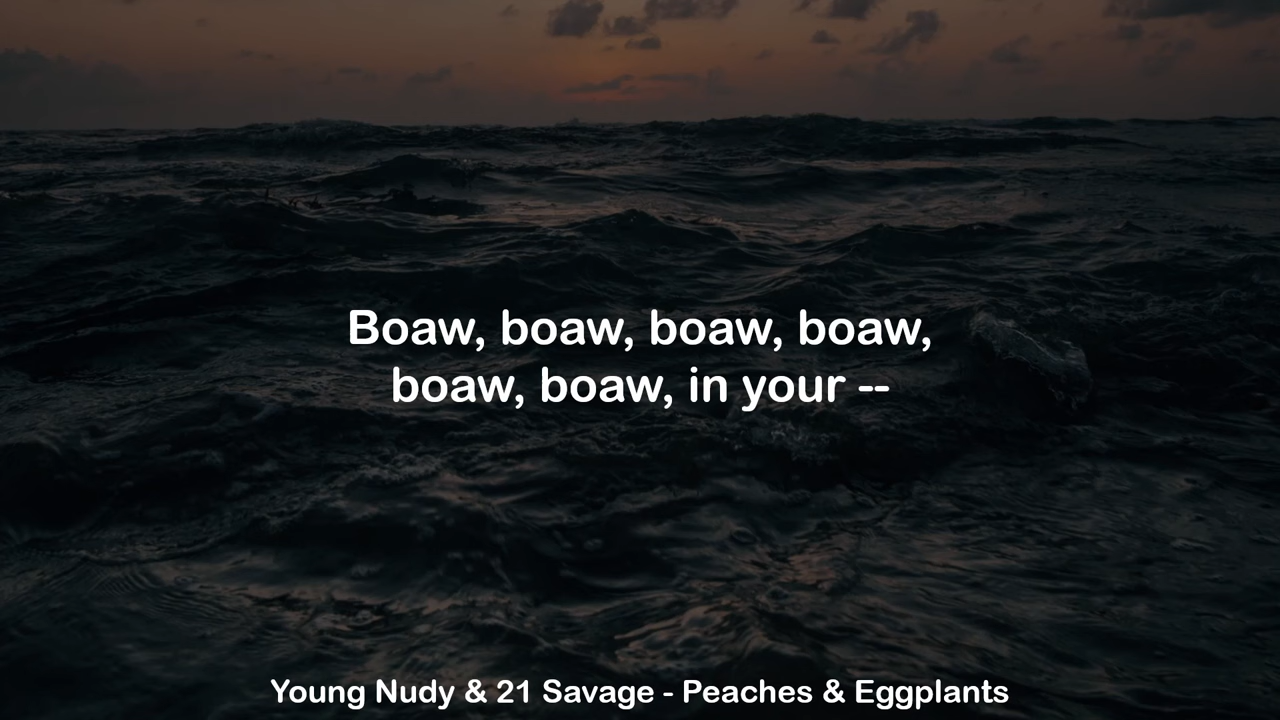 Boaw, boaw, boaw, boaw,
boaw, boaw, in your --
Young Nudy & 21 Savage - Peaches & Eggplants